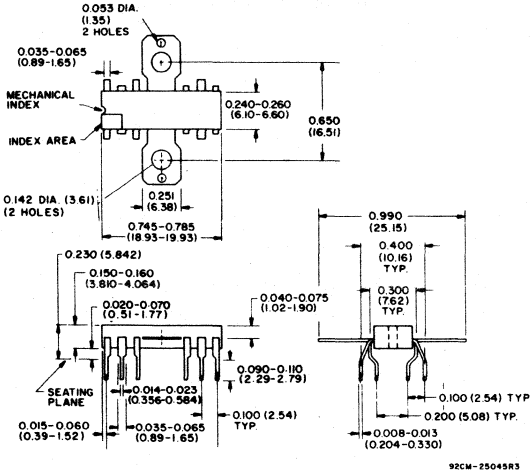 0.053 DIA.
(1.35)
2 HOLES
0.035-0.065
(0.89-1.65)
MECHANICAL
INDEX
INDEX AREA
0.240-0.260
(6.10-6.60)
0.650
(16.51)
0.142 DIA. (3.61)
(2 HOLES)
0.251
(6.38)
0.745-0.785
(18.93-19.93)
0.990
(25.15)
0.400
(10.16)
TYP.
0.300
(7.62)
TYP.
0.230 (5.842)
0.150-0.160
(3.810-4.064)
0.020-0.070
(0.51-1.77)
0.040-0.075
(1.02-1.90)
0.090-0.110
(2.29-2.79)
SEATING
PLANE
0.014-0.023
(0.356-0.584)
0.015-0.060
(0.39-1.52)
0.035-0.065
(0.89-1.65)
0.100 (2.54)
TYP.
0.100 (2.54) TYP.
0.200 (5.08) TYP.
0.008-0.013
(0.204-0.330)
92CM-25045R3